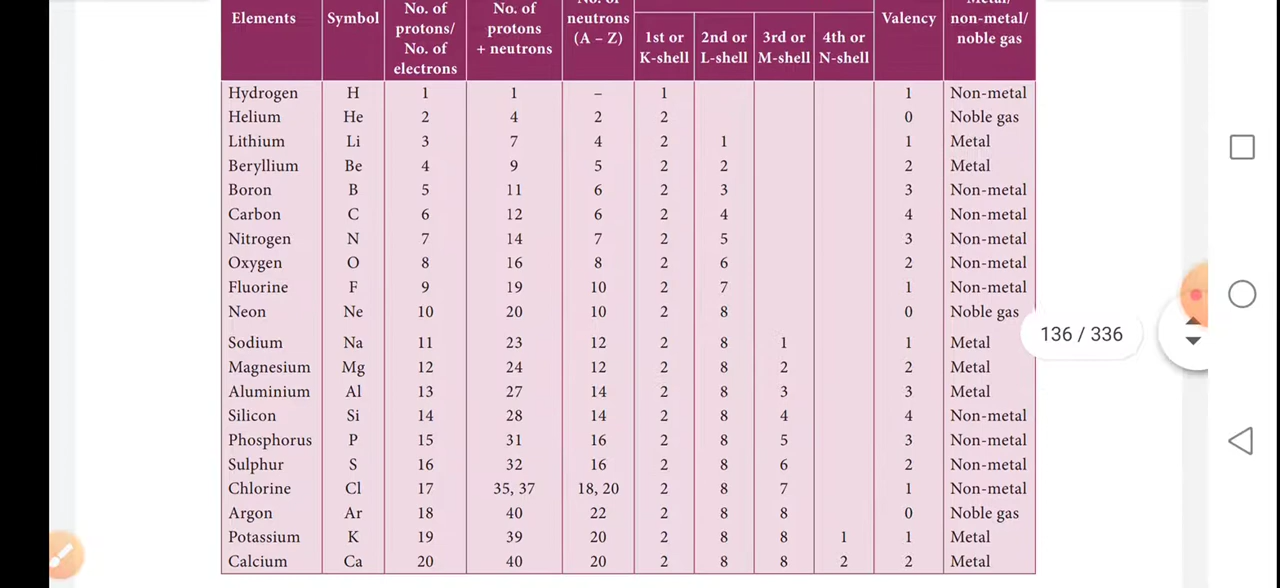 Elements Symbol No. of protons/ No. of electrons No. of protons + neutrons No. of neutrons (A – Z) 1st or K-shell 2nd or L-shell 3rd or M-shell 4th or N-shell Valency Metal/ non-metal/ noble gas
Hydrogen H 1 1 – 1 1 Non-metal
Helium He 2 4 2 2 0 Noble gas
Lithium Li 3 7 4 2 1 1 Metal
Beryllium Be 4 9 5 2 2 2 Metal
Boron B 5 11 6 2 3 3 Non-metal
Carbon C 6 12 6 2 4 4 Non-metal
Nitrogen N 7 14 7 2 5 3 Non-metal
Oxygen O 8 16 8 2 6 2 Non-metal
Fluorine F 9 19 10 2 7 1 Non-metal
Neon Ne 10 20 10 2 8 0 Noble gas
136 / 336
Sodium Na 11 23 12 2 8 1 1 Metal
Magnesium Mg 12 24 12 2 8 2 2 Metal
Aluminium Al 13 27 14 2 8 3 3 Metal
Silicon Si 14 28 14 2 8 4 4 Non-metal
Phosphorus P 15 31 16 2 8 5 3 Non-metal
Sulphur S 16 32 16 2 8 6 2 Non-metal
Chlorine Cl 17 35, 37 18, 20 2 8 7 1 Non-metal
Argon Ar 18 40 22 2 8 8 0 Noble gas
Potassium K 19 39 20 2 8 8 1 1 Metal
Calcium Ca 20 40 20 2 8 8 2 2 Metal